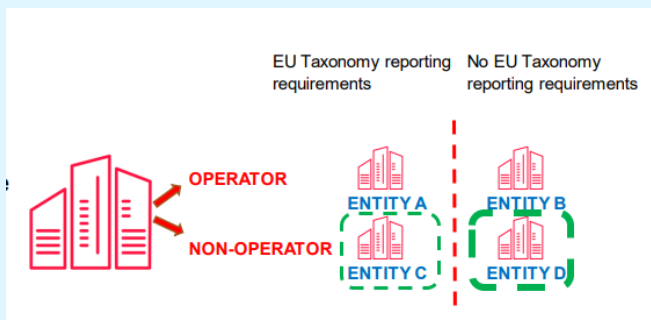 EU Taxonomy reporting requirements
No EU Taxonomy reporting requirements
OPERATOR
ENTITY A
ENTITY B
NON-OPERATOR
ENTITY C
ENTITY D